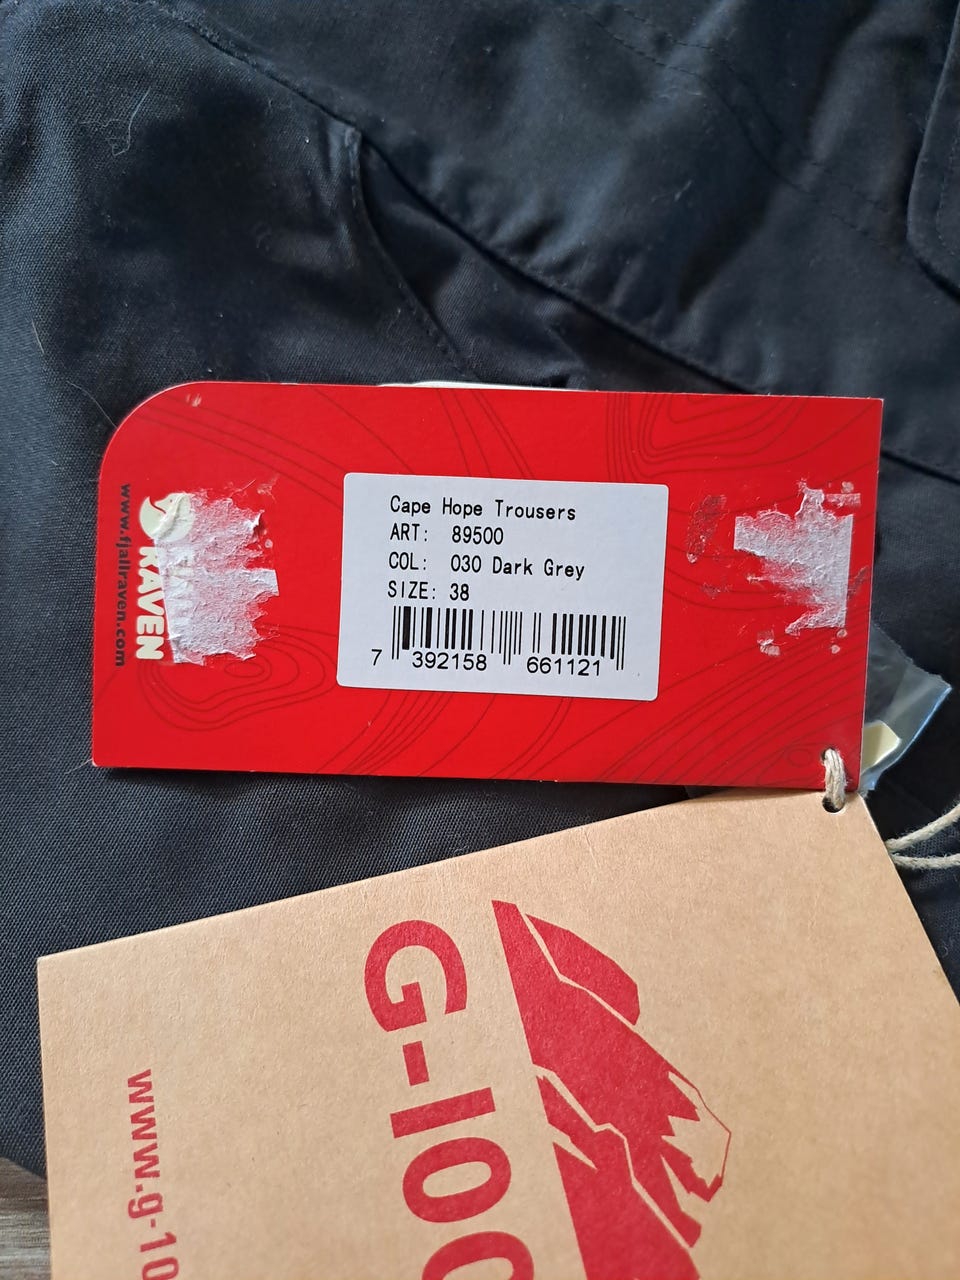 Cape Hope Trousers
ART: 89500
COL: 030 Dark Grey
SIZE: 38
7 392158 661121
RAVEN
www.fjallraven.com
G-100
www.g-10